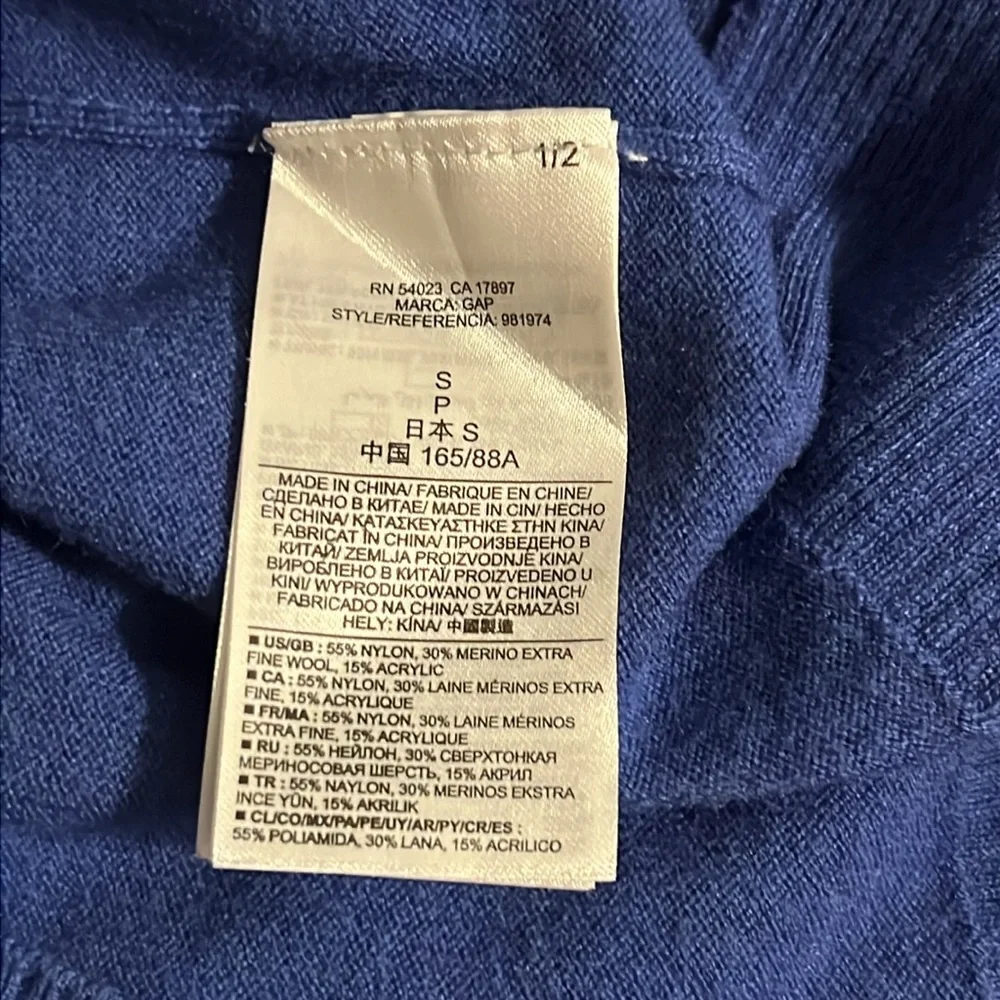 1/2
RN 54023 CA 17897
MARCA: GAP
STYLE/REFERENCIA: 981974
S
P
日本 S
中国 165/88A
MADE IN CHINA/ FABRIQUE EN CHINE/
СДЕЛАНО В КИТАЕ/ MADE IN CIN/ HECHO
EN CHINA/ ΚΑΤΑΣΚΕΥΑΣΤΗΚΕ ΣΤΗΝ ΚΙΝΑ/
FABRICAT ÎN CHINA/ ПРОИЗВЕДЕНО В
КИТАЙ/ ZEMLJA PROIZVODNJE KINA/
ВИРОБЛЕНО В КИТАЇ/ PROIZVEDENO U
KINI/ WYPRODUKOWANO W CHINACH/
FABRICADO NA CHINA/ SZÁRMAZÁSI
HELY: KÍNA/ 中國製造
■ US/GB : 55% NYLON, 30% MERINO EXTRA
FINE WOOL, 15% ACRYLIC
■ CA : 55% NYLON, 30% LAINE MÉRINOS EXTRA
FINE, 15% ACRYLIQUE
■ FR/MA : 55% NYLON, 30% LAINE MÉRINOS
EXTRA FINE, 15% ACRYLIQUE
■ RU : 55% НЕЙЛОН, 30% СВЕРХТОНКАЯ
МЕРИНОСОВАЯ ШЕРСТЬ, 15% АКРИЛ
■ TR : 55% NAYLON, 30% MERINOS EKSTRA
INCE YÜN, 15% AKRILIK
■ CL/CO/MX/PA/PE/UY/AR/PY/CR/ES :
55% POLIAMIDA, 30% LANA, 15% ACRILICO